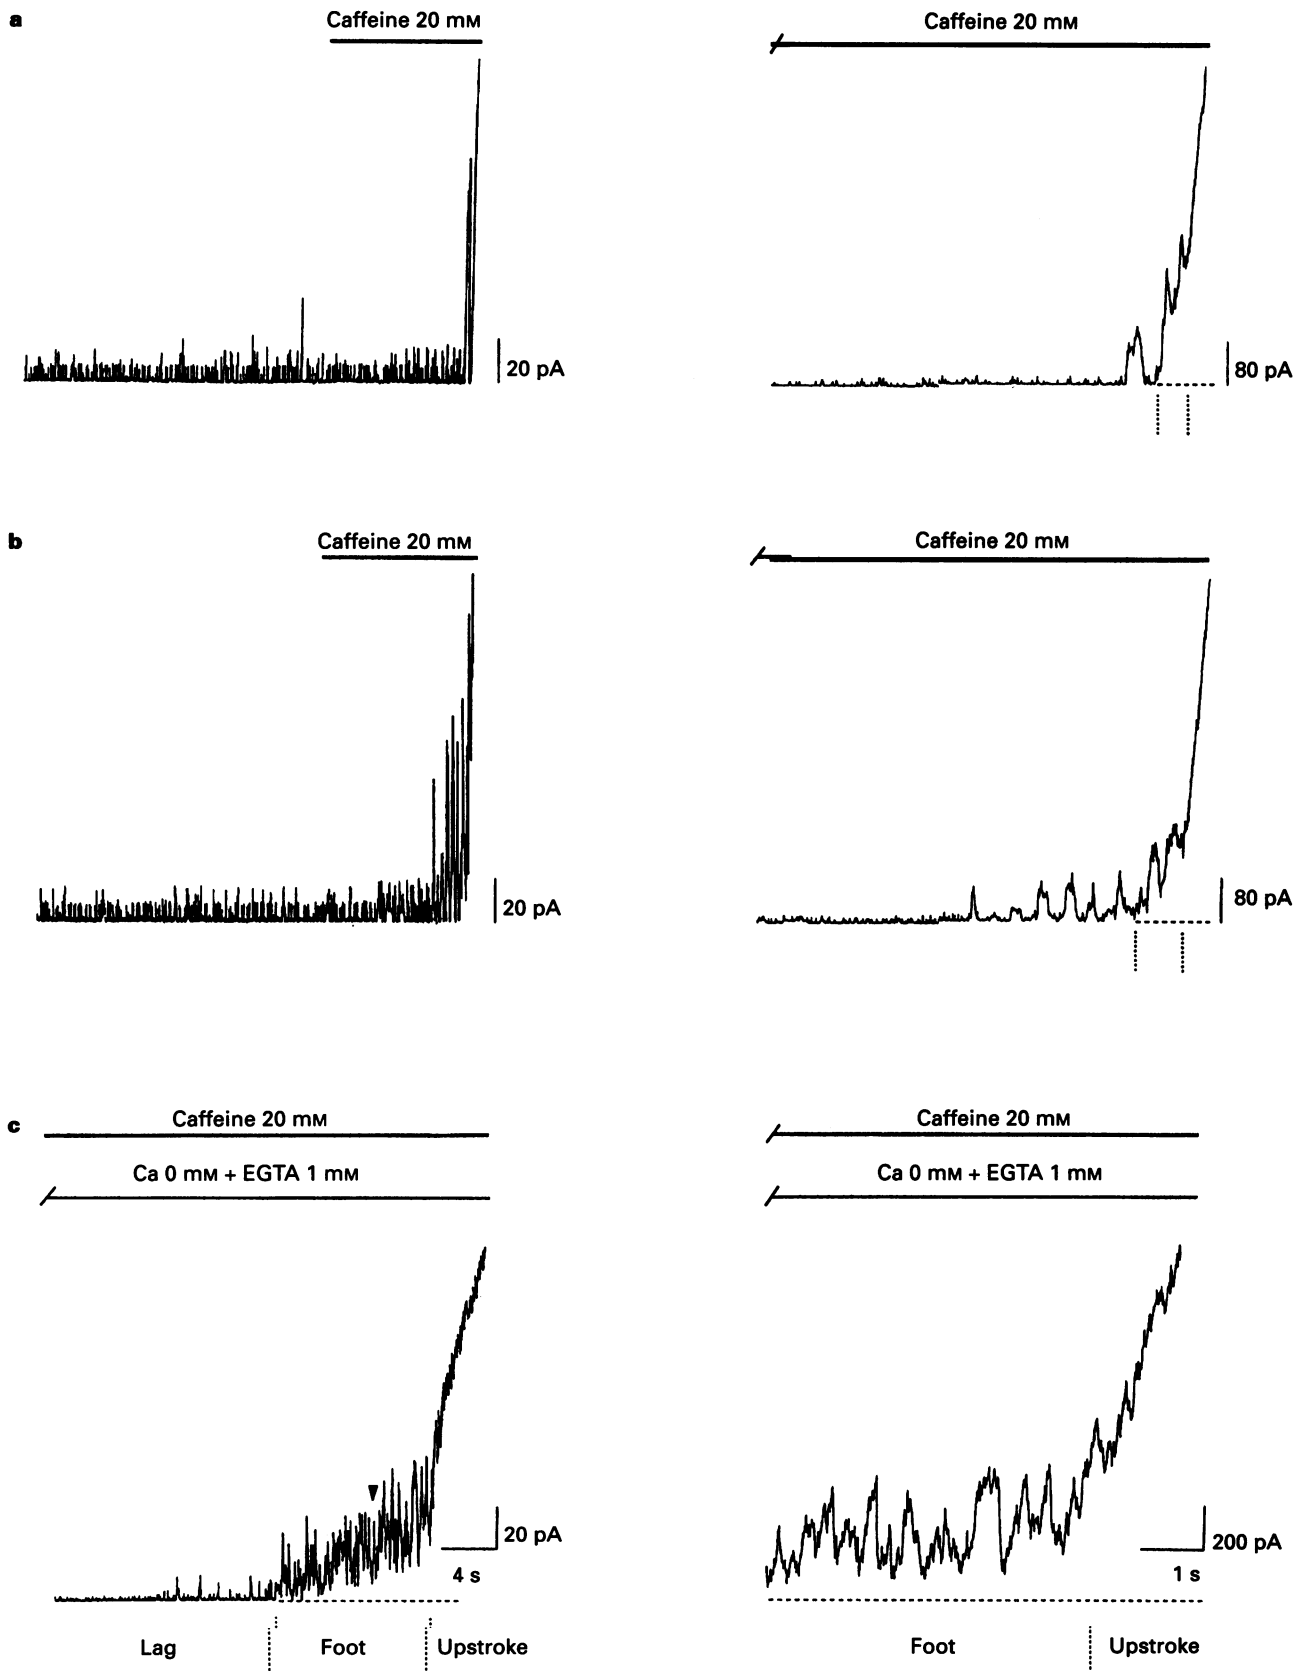 a
Caffeine 20 mM
Caffeine 20 mM
20 pA
80 pA
b
Caffeine 20 mM
Caffeine 20 mM
20 pA
80 pA
c
Caffeine 20 mM
Caffeine 20 mM
Ca 0 mM + EGTA 1 mM
Ca 0 mM + EGTA 1 mM
20 pA
4 s
200 pA
1 s
Lag
Foot
Upstroke
Foot
Upstroke